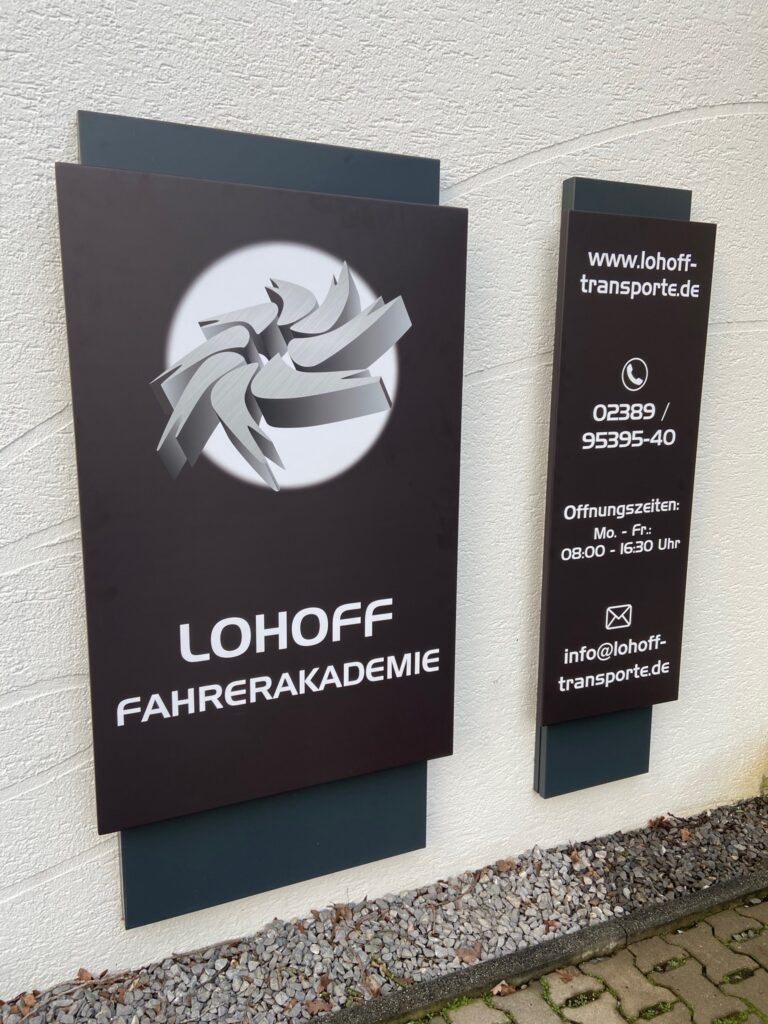 LOHOFF
FAHRERAKADEMIE
www.lohoff-
transporte.de
02389 /
95395-40
Öffnungszeiten:
Mo. - Fr.:
08:00 - 16:30 Uhr
info@lohoff-
transporte.de